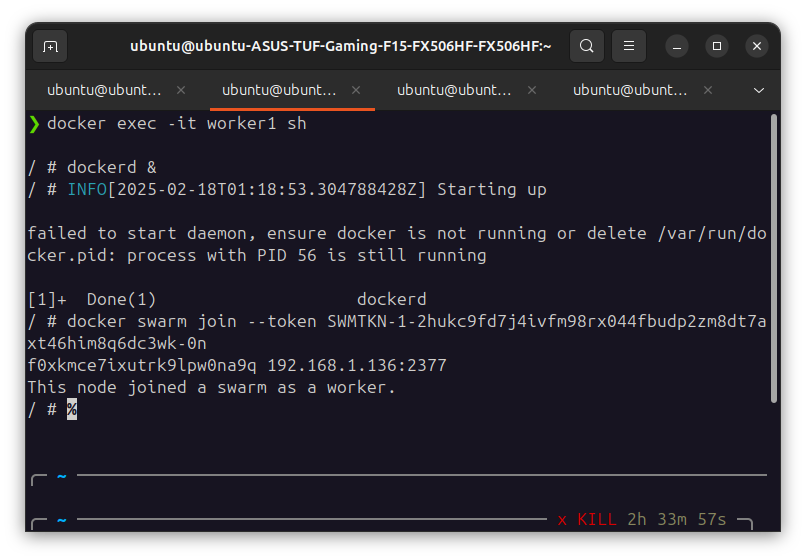 ubuntu@ubuntu-ASUS-TUF-Gaming-F15-FX506HF-FX506HF:~
ubuntu@ubunt… × ubuntu@ubunt… × ubuntu@ubunt… × ubuntu@ubunt… ×
❯ docker exec -it worker1 sh
/ # dockerd &
/ # INFO[2025-02-18T01:18:53.304788428Z] Starting up
failed to start daemon, ensure docker is not running or delete /var/run/do
cker.pid: process with PID 56 is still running
[1]+  Done(1)                    dockerd
/ # docker swarm join --token SWMTKN-1-2hukc9fd7j4ivfm98rx044fbudp2zm8dt7a
xt46him8q6dc3wk-0n
f0xkmce7ixutrk9lpw0na9q 192.168.1.136:2377
This node joined a swarm as a worker.
/ # %
~
~ x KILL 2h 33m 57s